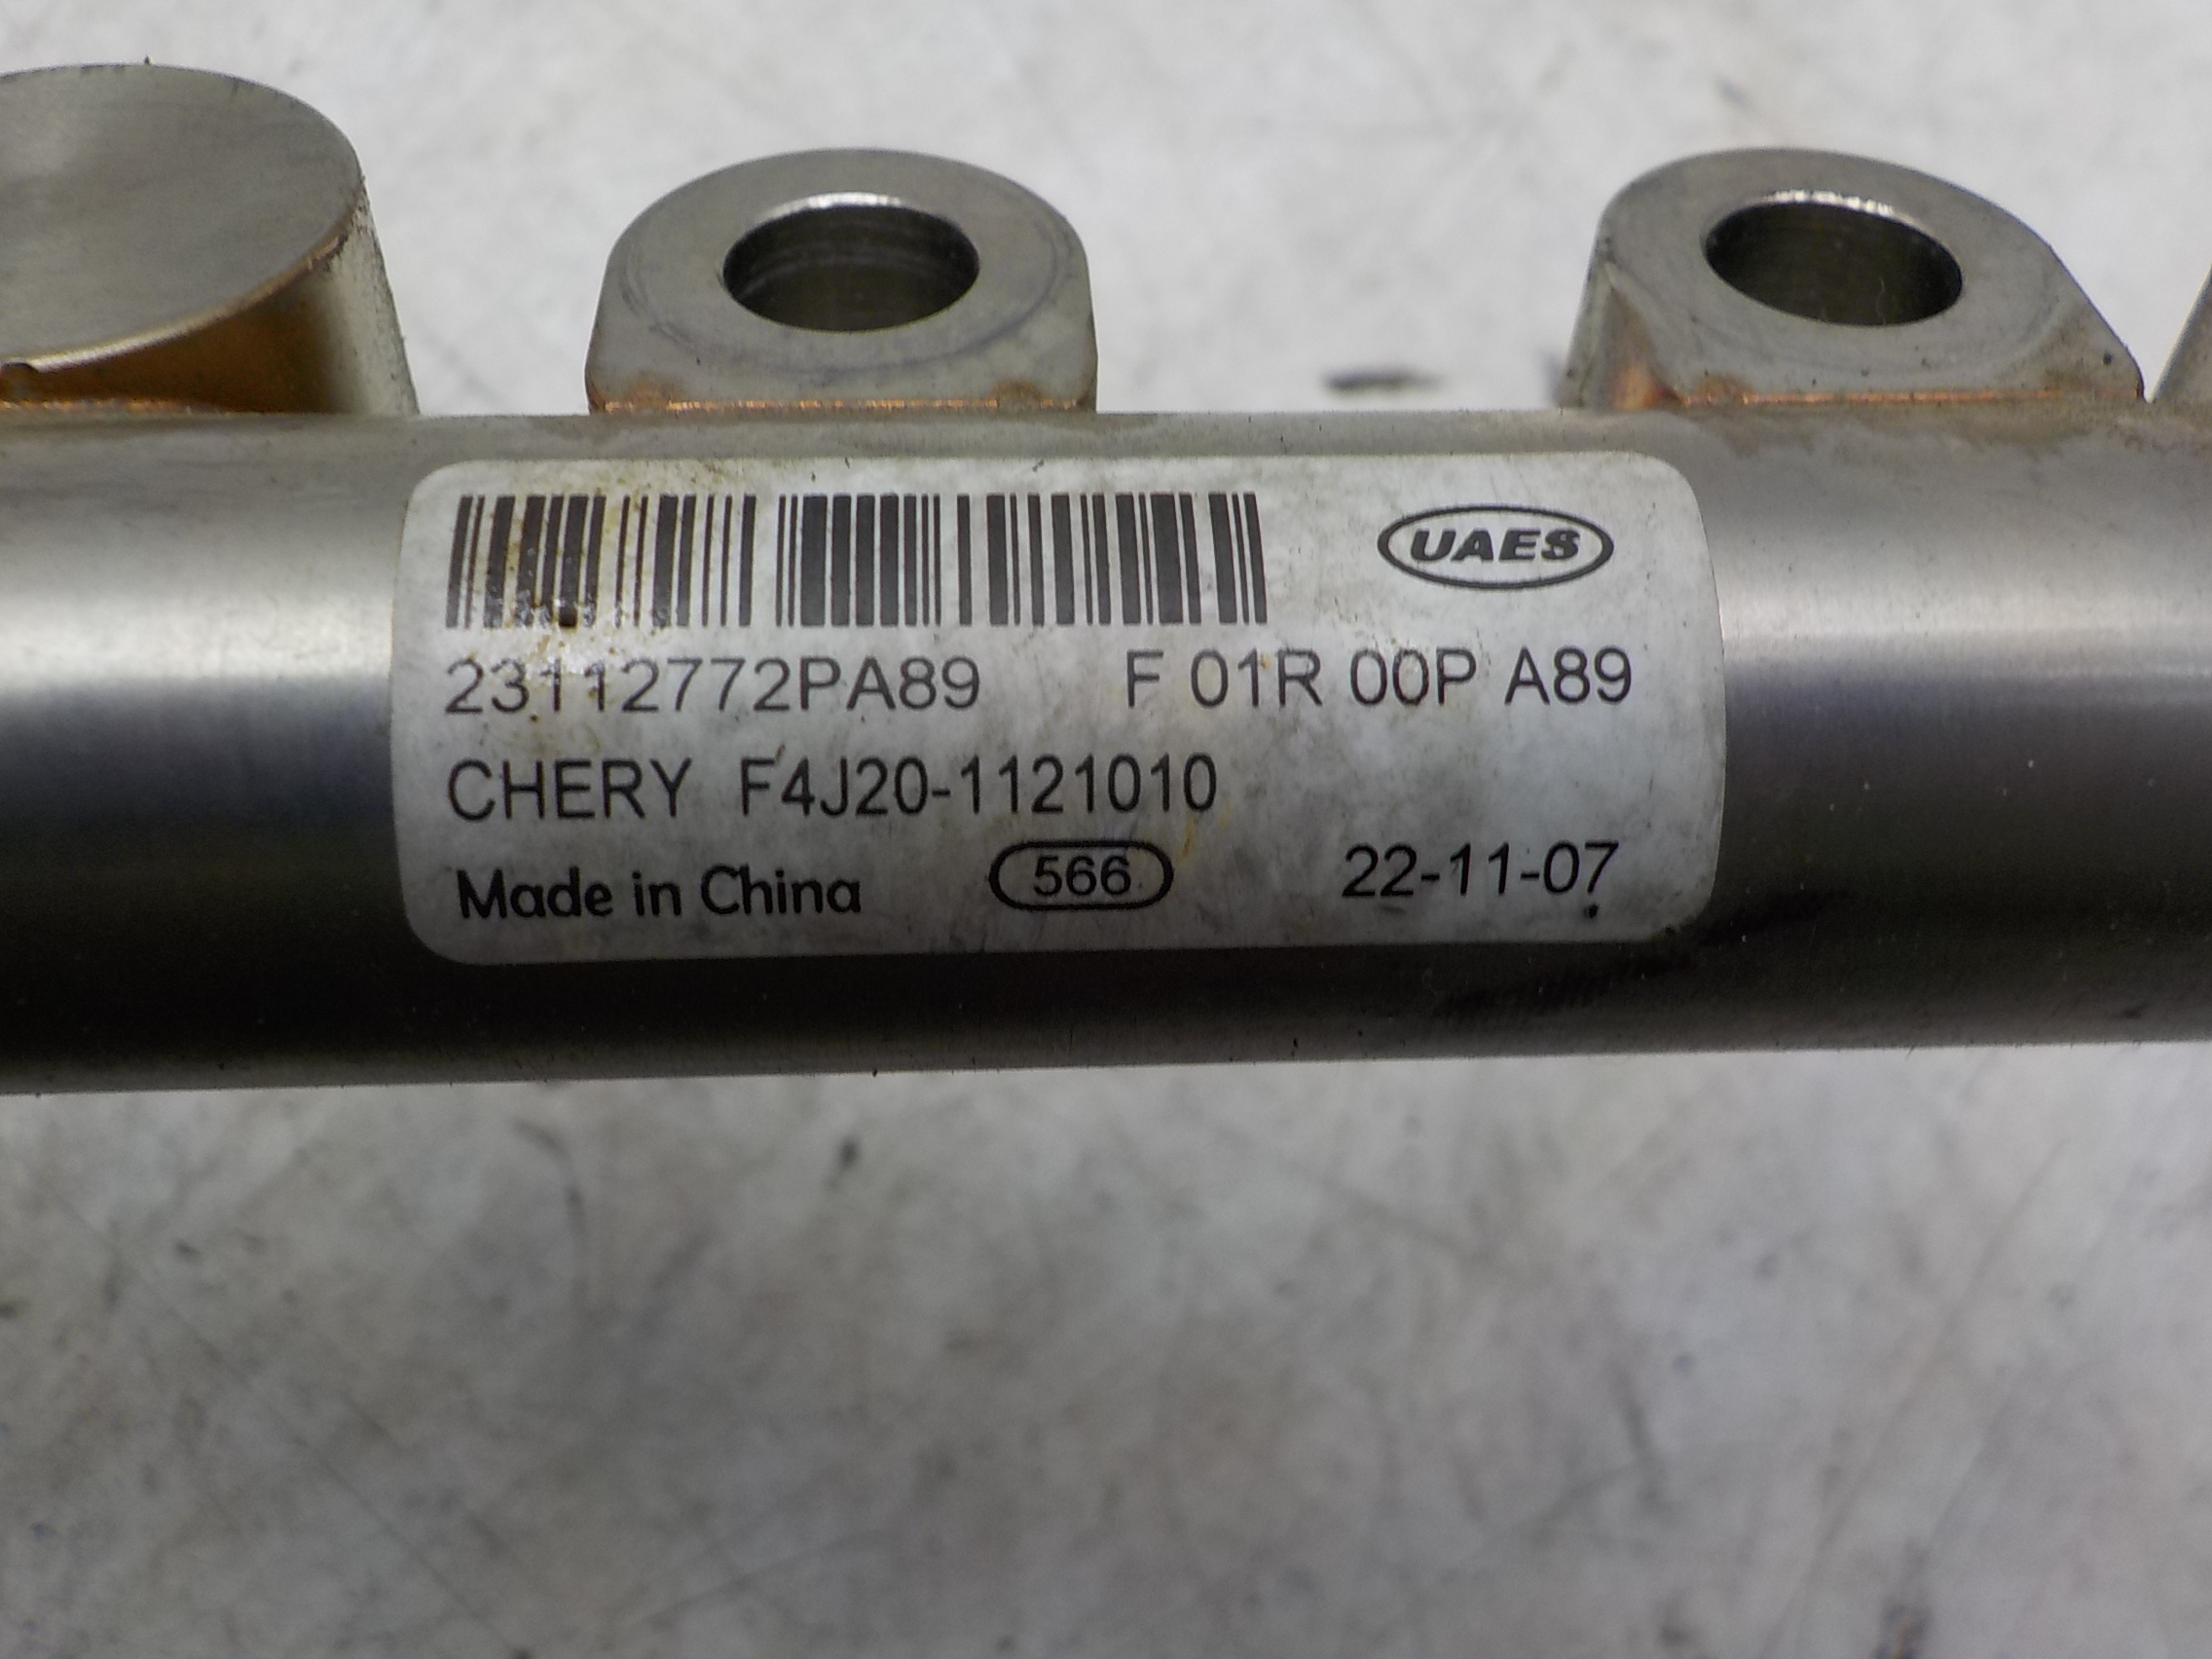 UAES
23112772PA89 F 01R 00P A89
CHERY F4J20-1121010
Made in China 566 22-11-07